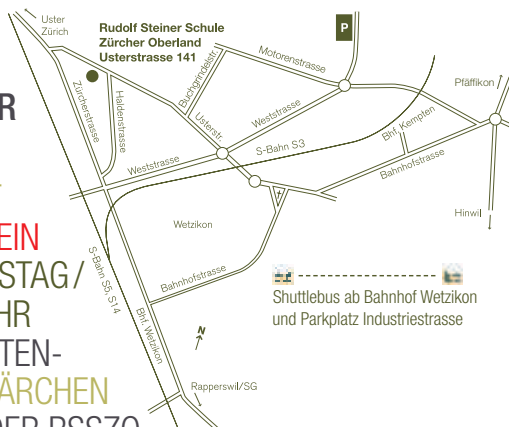 Uster
Zürich
Rudolf Steiner Schule
Zürcher Oberland
Usterstrasse 141
P
Motorenstrasse
Buchgrindelstr.
Pfäffikon
Zürcherstrasse
Haldenstrasse
Usterstr.
Weststrasse
Bhf. Kempten
Weststrasse
S-Bahn S3
Bahnhofstrasse
Hinwil
Wetzikon
S-Bahn S5, S14
Bahnhofstrasse
Bhf. Wetzikon
N
Shuttlebus ab Bahnhof Wetzikon
und Parkplatz Industriestrasse
Rapperswil/SG
R
EIN
STAG/
HR
TEN-
ÄRCHEN